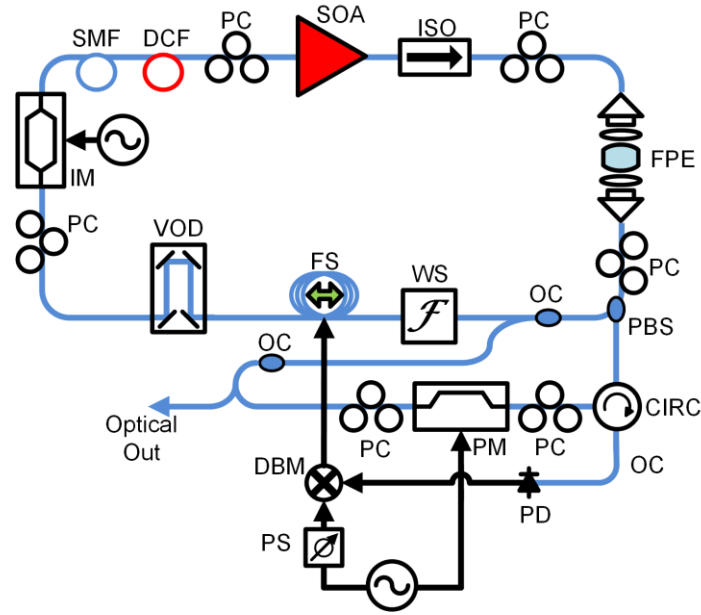 PC
SOA
ISO
PC
SMF
DCF
FPE
IM
PC
VOD
FS
WS
OC
PC
PBS
ℱ
OC
CIRC
Optical
Out
PC
PM
PC
OC
DBM
PD
PS